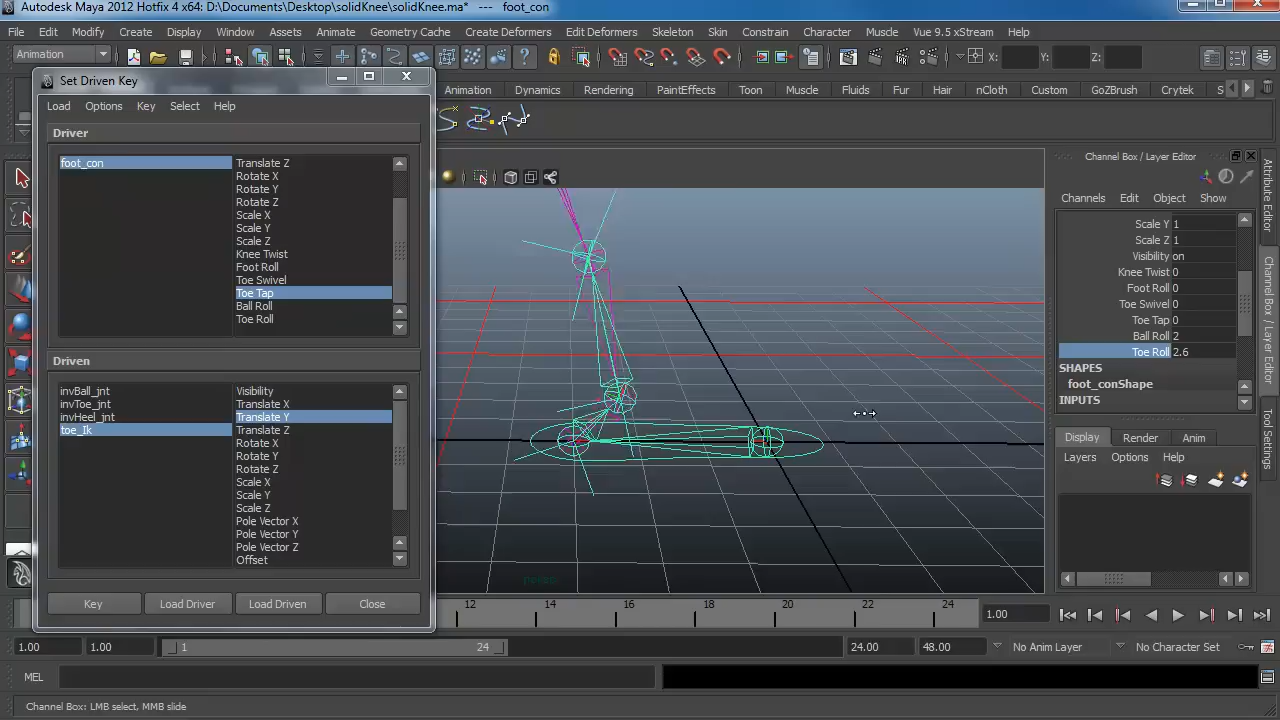 Autodesk Maya 2012 Hotfix 4 x64: D:\Documents\Desktop\solidKnee\solidKnee.ma* --- foot_con
File Edit Modify Create Display Window Assets Animate Geometry Cache Create Deformers Edit Deformers Skeleton Skin Constrain Character Muscle Vue 9.5 xStream Help
Animation X: Y: Z:
Set Driven Key
Animation Dynamics Rendering PaintEffects Toon Muscle Fluids Fur Hair nCloth Custom GoZBrush Crytek S
Load Options Key Select Help
Driver
foot_con
Translate Z
Rotate X
Rotate Y
Rotate Z
Scale X
Scale Y
Scale Z
Knee Twist
Foot Roll
Toe Swivel
Toe Tap
Ball Roll
Toe Roll
Driven
invBall_jnt
invToe_jnt
invHeel_jnt
toe_Ik
Visibility
Translate X
Translate Y
Translate Z
Rotate X
Rotate Y
Rotate Z
Scale X
Scale Y
Scale Z
Pole Vector X
Pole Vector Y
Pole Vector Z
Offset
Key Load Driver Load Driven Close
persp
Channel Box / Layer Editor
Channels Edit Object Show
Scale Y 1
Scale Z 1
Visibility on
Knee Twist 0
Foot Roll 0
Toe Swivel 0
Toe Tap 0
Ball Roll 2
Toe Roll 2.6
SHAPES
foot_conShape
INPUTS
Display Render Anim
Layers Options Help
Attribute Editor
Channel Box / Layer Editor
Tool Settings
12 14 16 18 20 22 24 1.00
1.00 1.00 1 24 24.00 48.00 No Anim Layer No Character Set
MEL
Channel Box: LMB select, MMB slide